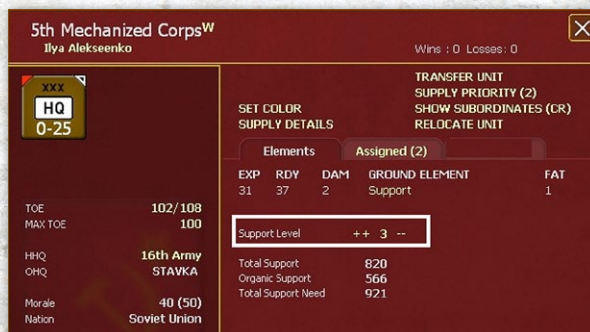 5th Mechanized Corps W
Ilya Alekseenko
Wins : 0 Losses: 0
X
XXX
HQ
0-25
SET COLOR
SUPPLY DETAILS
TRANSFER UNIT
SUPPLY PRIORITY (2)
SHOW SUBORDINATES (CR)
RELOCATE UNIT
Elements Assigned (2)
EXP RDY DAM GROUND ELEMENT FAT
31 37 2 Support 1
TOE 102/108
MAX TOE 100
HHQ 16th Army
OHQ STAVKA
Morale 40 (50)
Nation Soviet Union
Support Level ++ 3 --
Total Support 820
Organic Support 566
Total Support Need 921